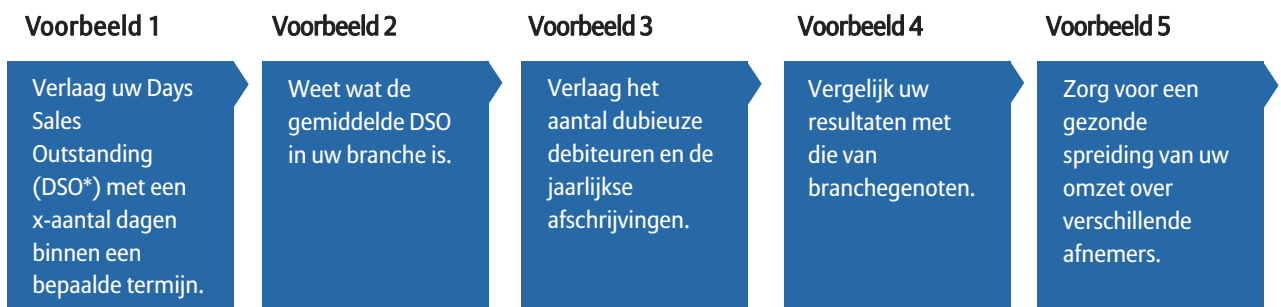 Voorbeeld 1
Verlaag uw Days
Sales
Outstanding
(DSO*) met een
x-aantal dagen
binnen een
bepaalde termijn.
Voorbeeld 2
Weet wat de
gemiddelde DSO
in uw branche is.
Voorbeeld 3
Verlaag het
aantal dubieuze
debiteuren en de
jaarlijkse
afschrijvingen.
Voorbeeld 4
Vergelijk uw
resultaten met
die van
branchegenoten.
Voorbeeld 5
Zorg voor een
gezonde
spreiding van uw
omzet over
verschillende
afnemers.